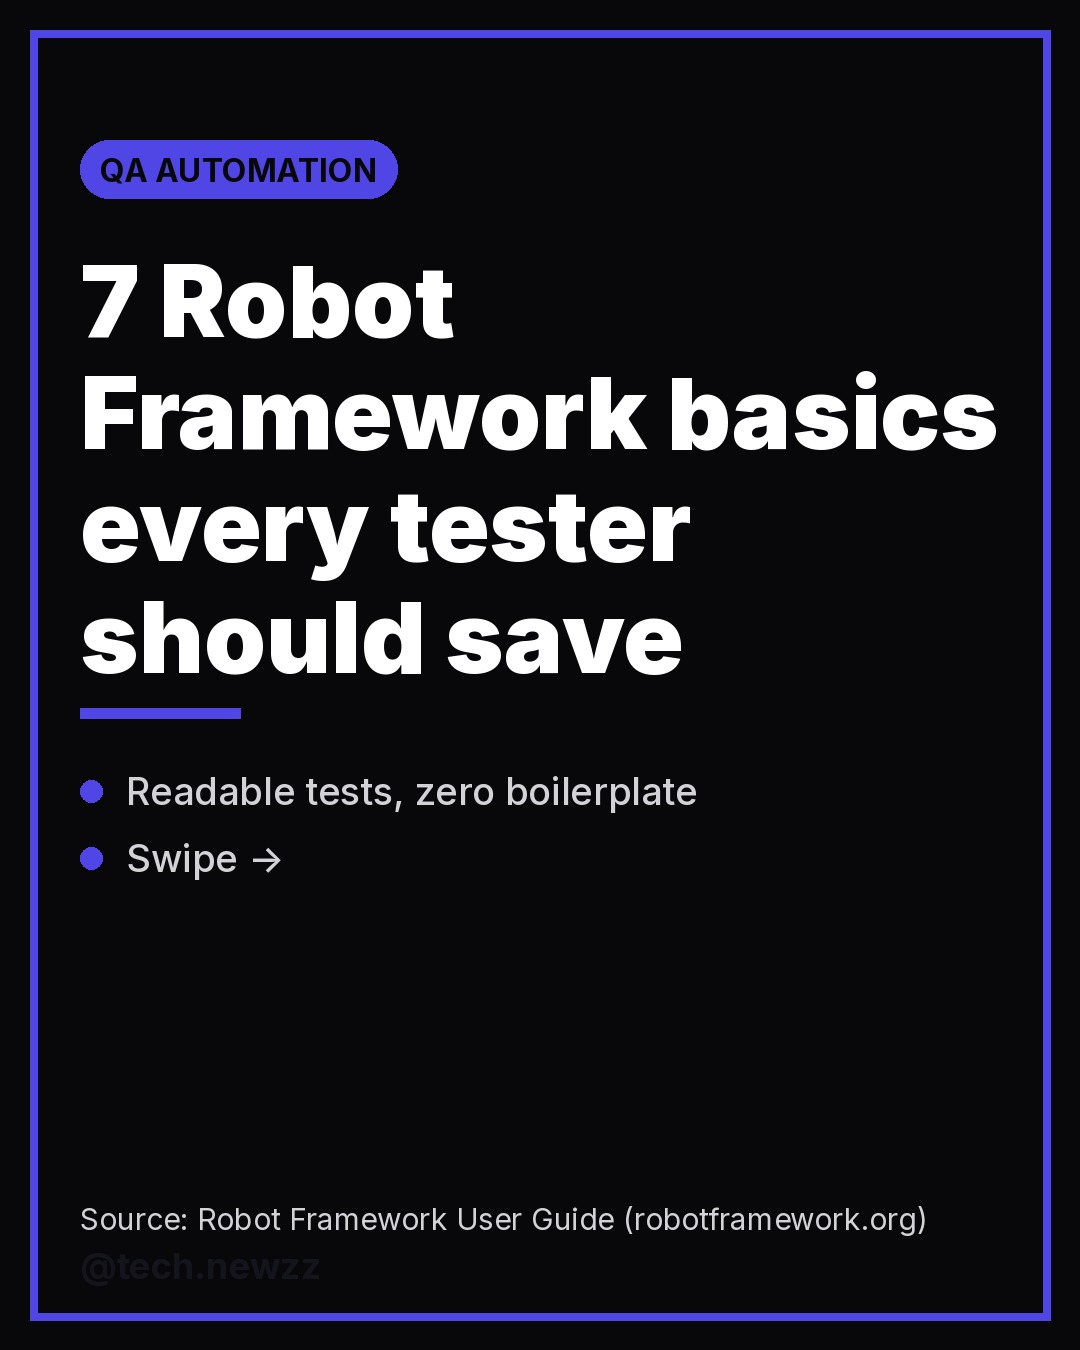 QA AUTOMATION
7 Robot
Framework basics
every tester
should save
Readable tests, zero boilerplate
Swipe →
Source: Robot Framework User Guide (robotframework.org)
@tech.newzz